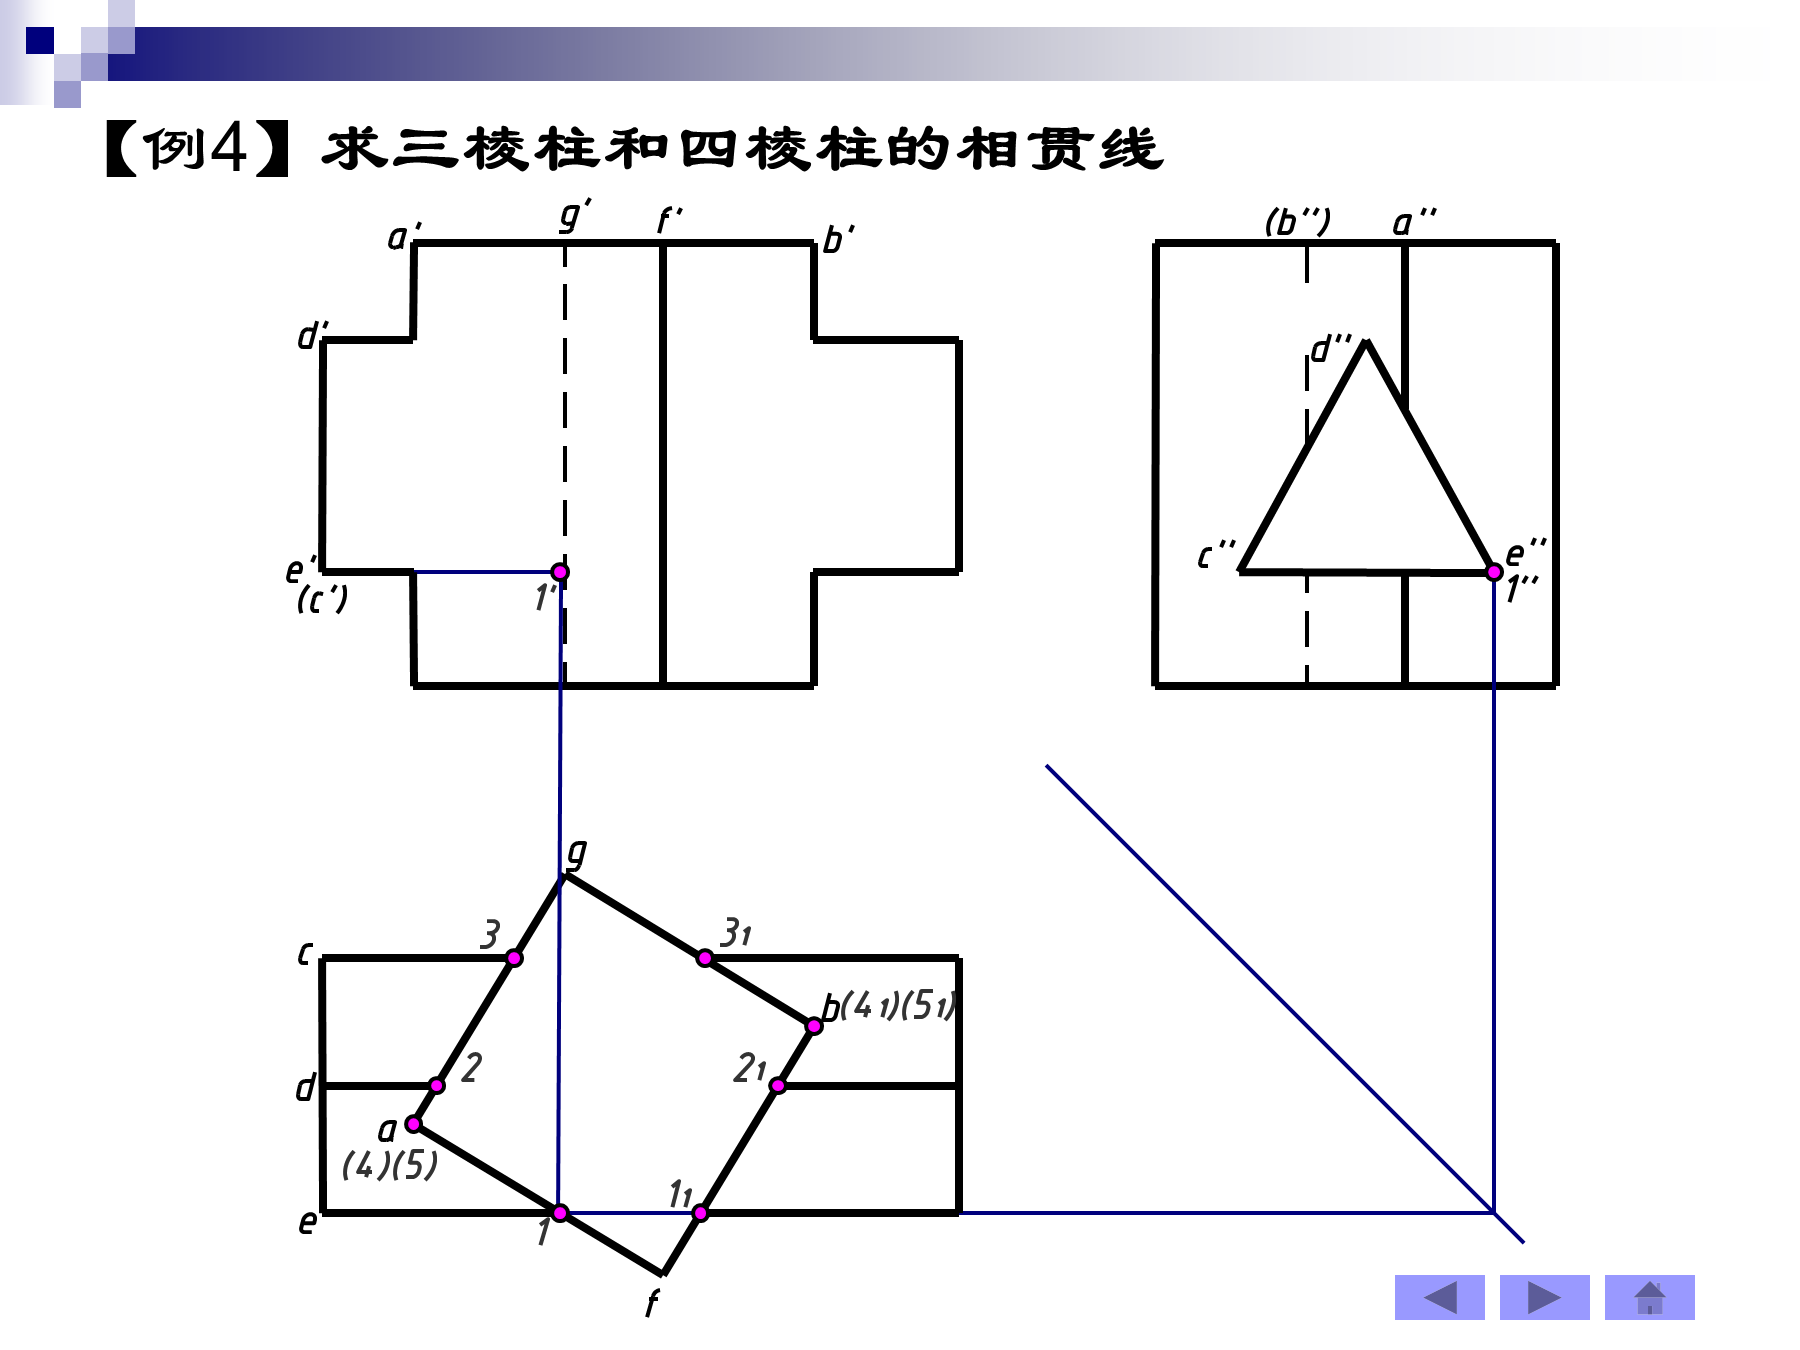 【例4】求三棱柱和四棱柱的相贯线
a' g' f' b'
(b'') a''
d'
d''
e'
(c')
1'
c'' e''
1''
g
3 31
c
b(41)(51)
2 21
d
a
(4)(5)
11
e 1
f